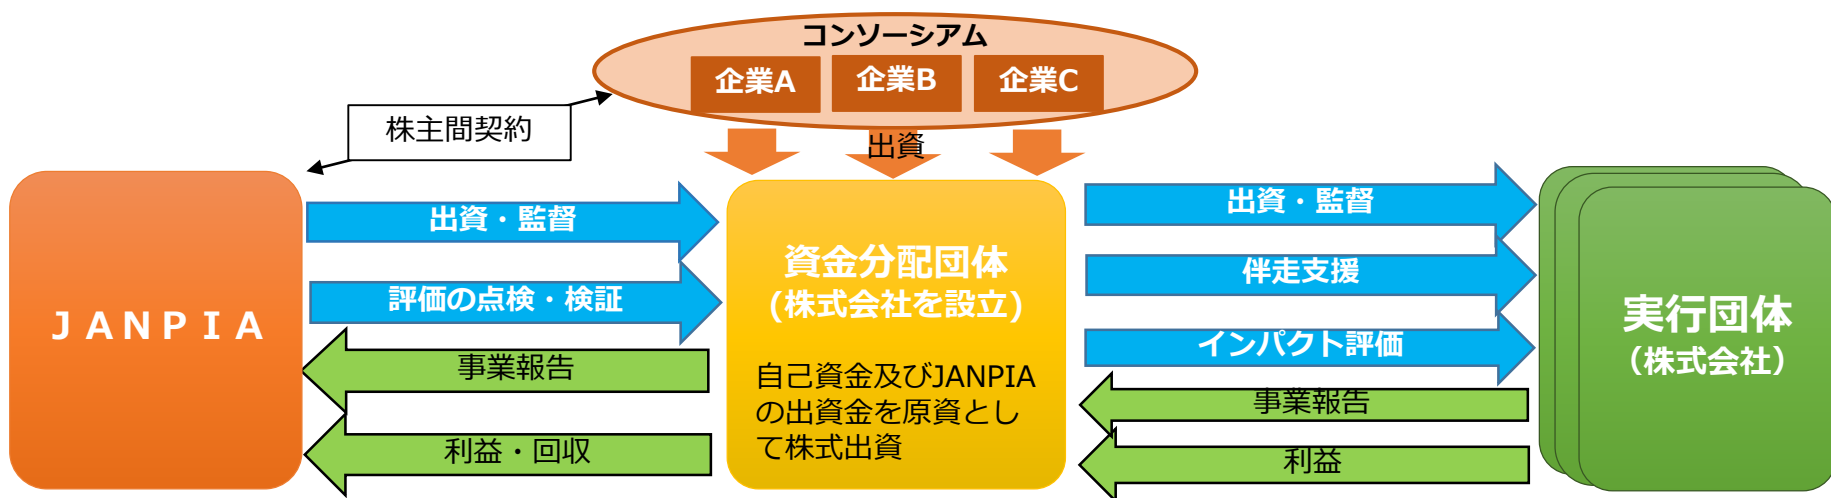 コンソーシアム
企業A
企業B
企業C
株主間契約
出資
ＪＡＮＰＩＡ
出資・監督
評価の点検・検証
事業報告
利益・回収
資金分配団体
(株式会社を設立)
自己資金及びJANPIA
の出資金を原資とし
て株式出資
出資・監督
伴走支援
インパクト評価
事業報告
利益
実行団体
（株式会社）